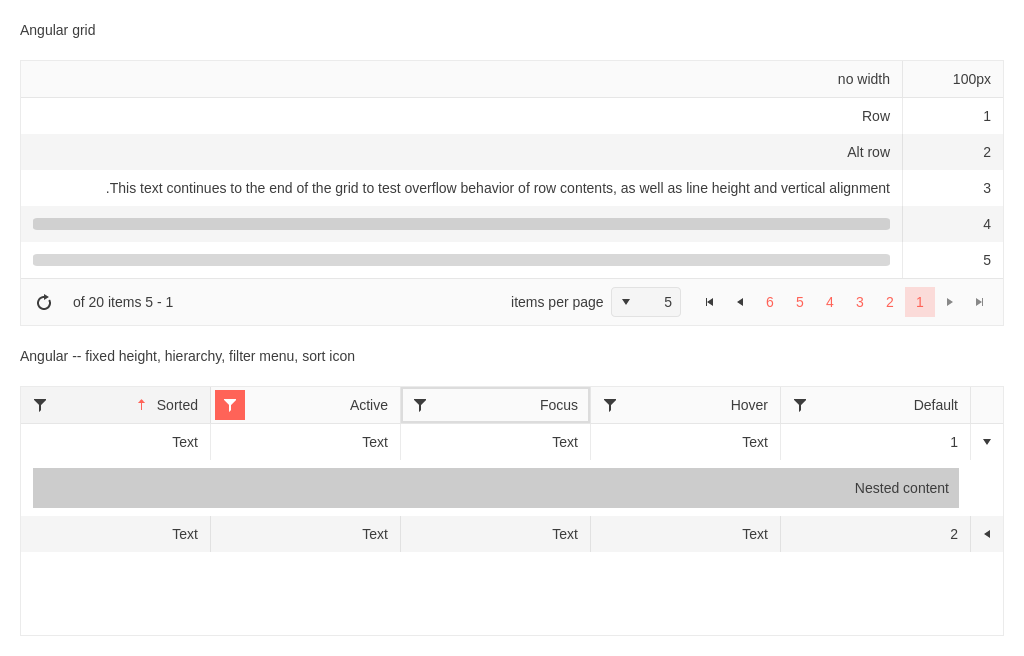 Angular grid
no width 100px
Row 1
Alt row 2
.This text continues to the end of the grid to test overflow behavior of row contents, as well as line height and vertical alignment 3
4
5
of 20 items 5 - 1 items per page 5 6 5 4 3 2 1
Angular -- fixed height, hierarchy, filter menu, sort icon
Sorted Active Focus Hover Default
Text Text Text Text 1
Nested content
Text Text Text Text 2